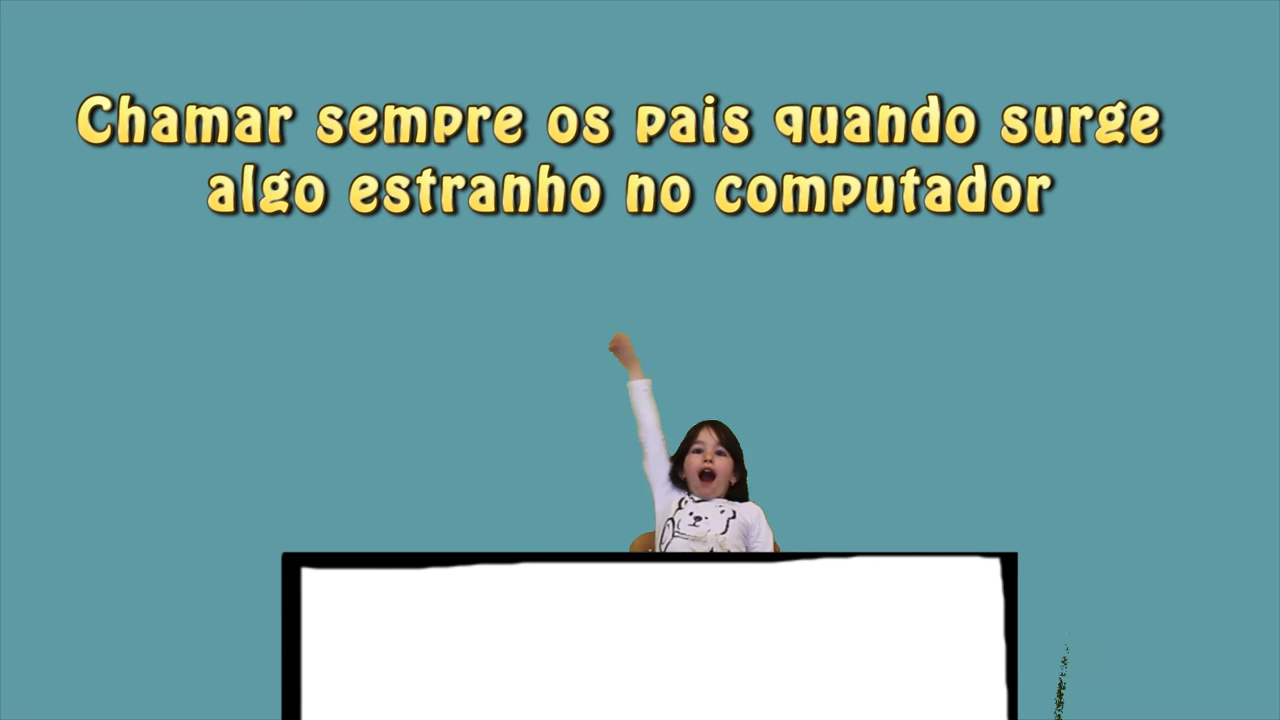 Chamar sempre os pais quando surge
algo estranho no computador